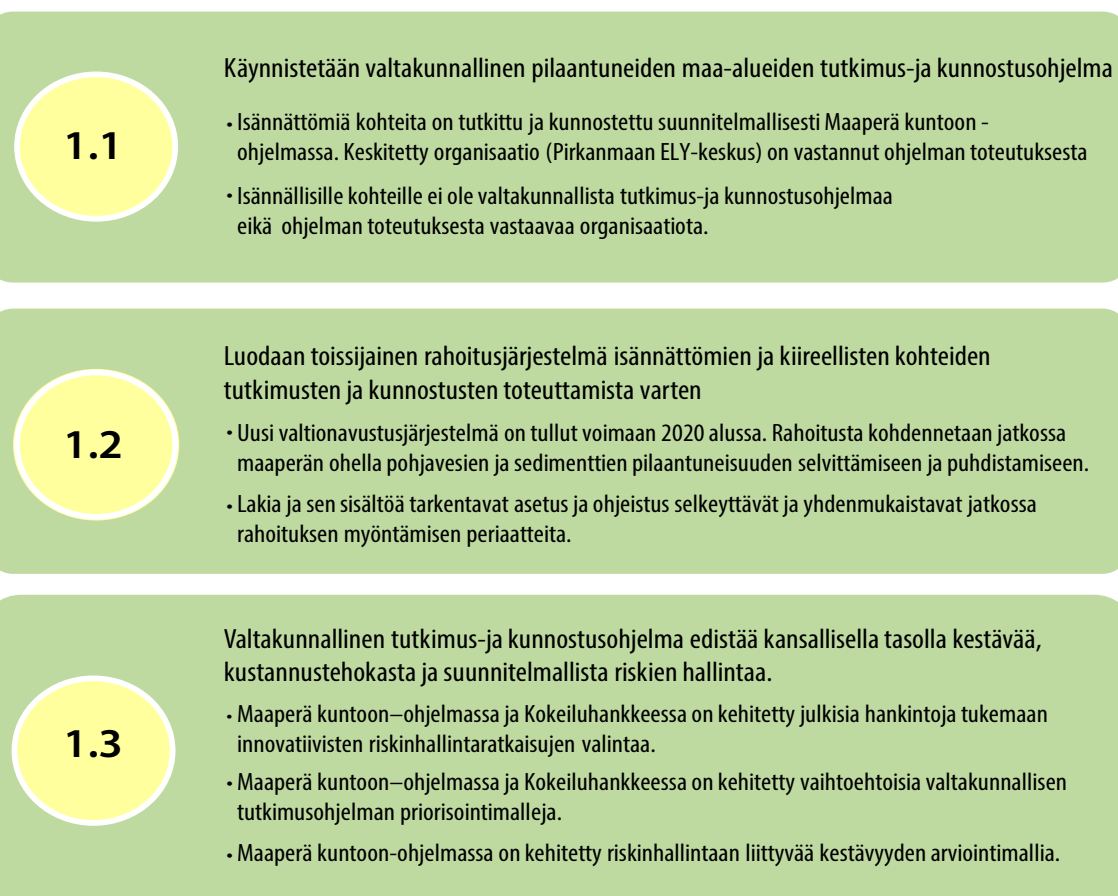 1.1
Käynnistetään valtakunnallinen pilaantuneiden maa-alueiden tutkimus-ja kunnostusohjelma
• Isännättömiä kohteita on tutkittu ja kunnostettu suunnitelmallisesti Maaperä kuntoon -
ohjelmassa. Keskitetty organisaatio (Pirkanmaan ELY-keskus) on vastannut ohjelman toteutuksesta
• Isännällisille kohteille ei ole valtakunnallista tutkimus-ja kunnostusohjelmaa
eikä ohjelman toteutuksesta vastaavaa organisaatiota.
1.2
Luodaan toissijainen rahoitusjärjestelmä isännättömien ja kiireellisten kohteiden
tutkimusten ja kunnostusten toteuttamista varten
• Uusi valtionavustusjärjestelmä on tullut voimaan 2020 alussa. Rahoitusta kohdennetaan jatkossa
maaperän ohella pohjavesien ja sedimenttien pilaantuneisuuden selvittämiseen ja puhdistamiseen.
• Lakia ja sen sisältöä tarkentavat asetus ja ohjeistus selkeyttävät ja yhdenmukaistavat jatkossa
rahoituksen myöntämisen periaatteita.
1.3
Valtakunnallinen tutkimus-ja kunnostusohjelma edistää kansallisella tasolla kestävää,
kustannustehokasta ja suunnitelmallista riskien hallintaa.
• Maaperä kuntoon–ohjelmassa ja Kokeiluhankkeessa on kehitetty julkisia hankintoja tukemaan
innovatiivisten riskinhallintaratkaisujen valintaa.
• Maaperä kuntoon–ohjelmassa ja Kokeiluhankkeessa on kehitetty vaihtoehtoisia valtakunnallisen
tutkimusohjelman priorisointimalleja.
• Maaperä kuntoon-ohjelmassa on kehitetty riskinhallintaan liittyvää kestävyyden arviointimallia.